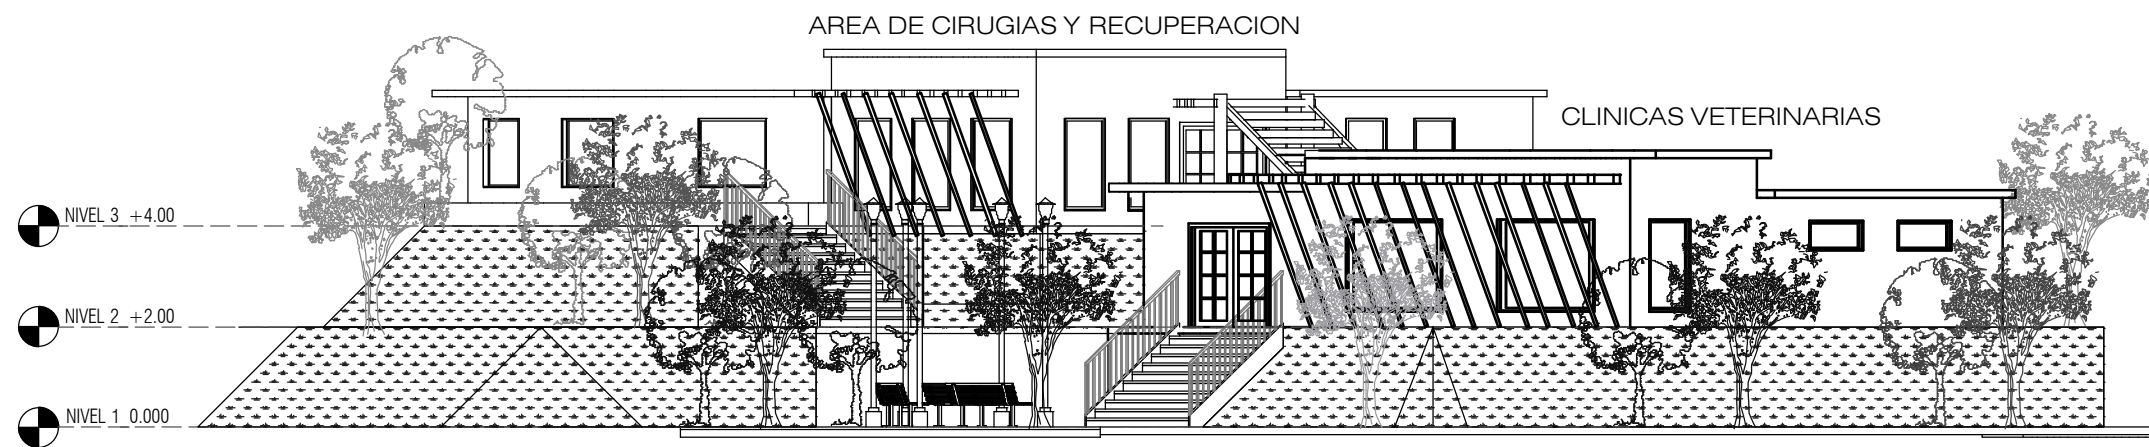 AREA DE CIRUGIAS Y RECUPERACION
CLINICAS VETERINARIAS
NIVEL 3 +4.00
NIVEL 2 +2.00
NIVEL 1 0.000